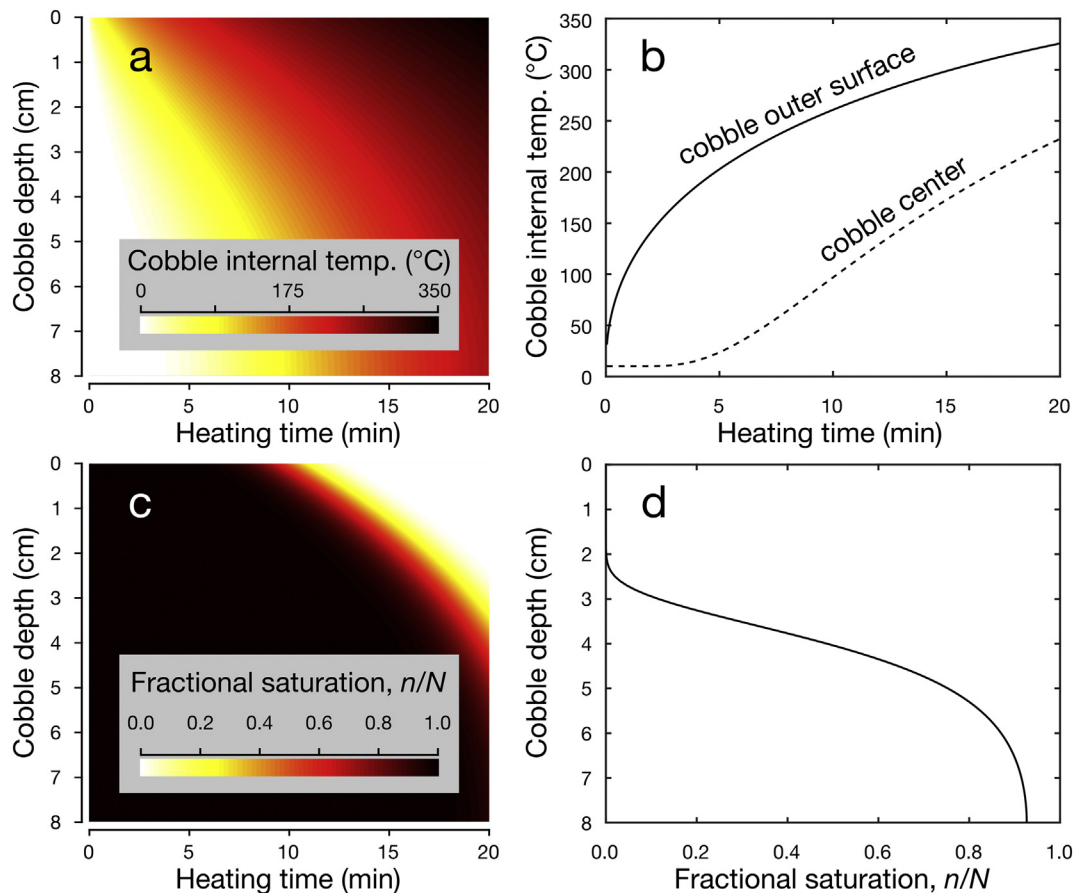 a
0
1
2
3
4
5
6
7
8
Cobble depth (cm)
Cobble internal temp. (°C)
0 175 350
0 5 10 15 20
Heating time (min)
b
350
300
250
200
150
100
50
0
Cobble internal temp. (°C)
cobble outer surface
cobble center
0 5 10 15 20
Heating time (min)
c
0
1
2
3
4
5
6
7
8
Cobble depth (cm)
Fractional saturation, n/N
0.0 0.2 0.4 0.6 0.8 1.0
0 5 10 15 20
Heating time (min)
d
0
1
2
3
4
5
6
7
8
Cobble depth (cm)
0.0 0.2 0.4 0.6 0.8 1.0
Fractional saturation, n/N